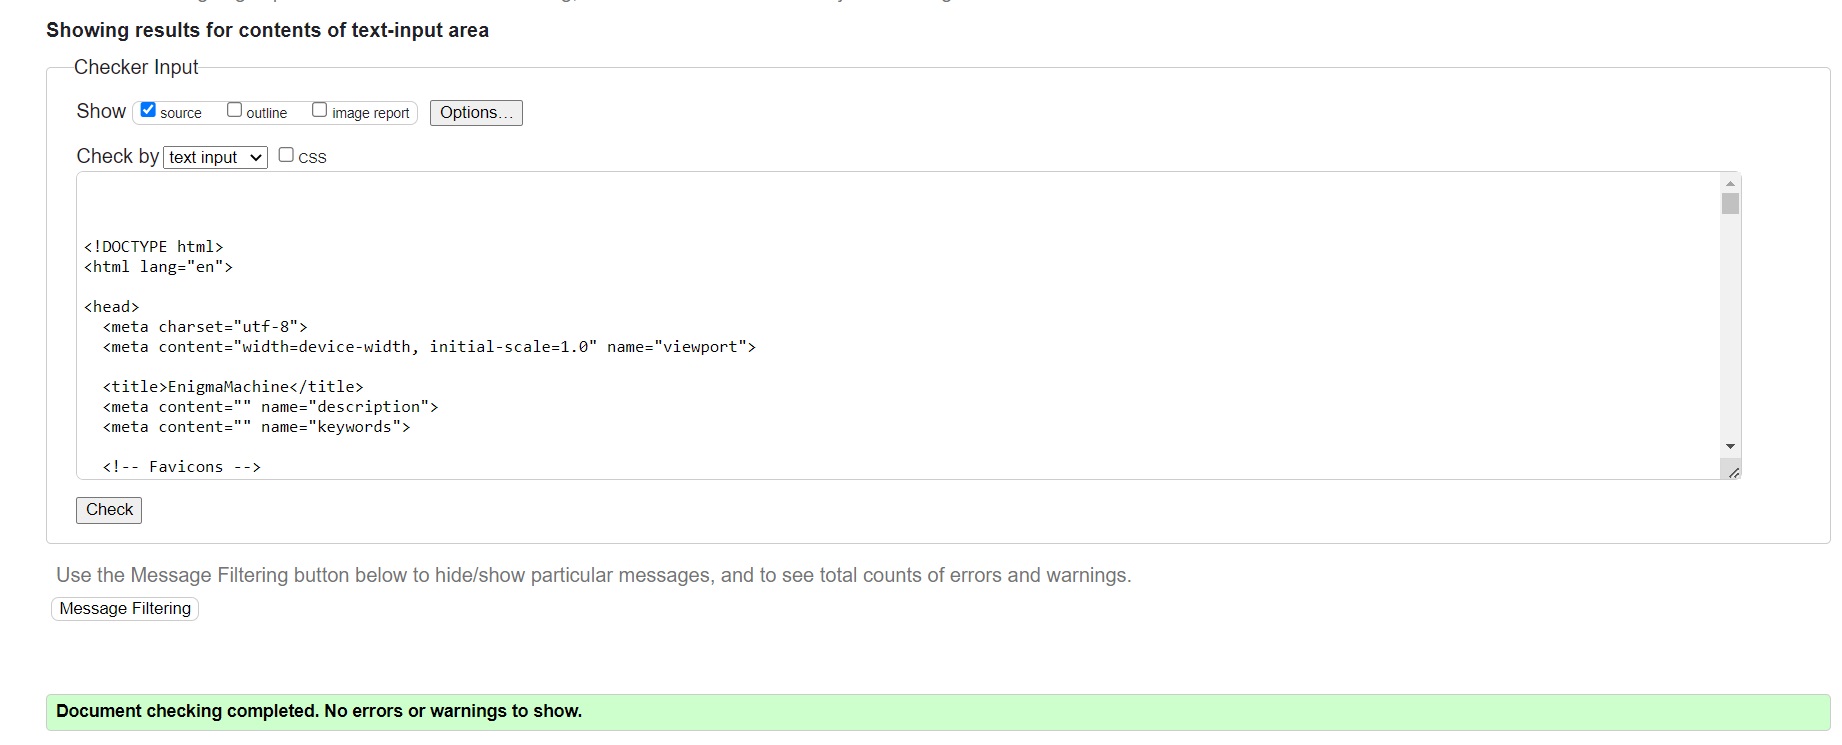 Showing results for contents of text-input area
Checker Input
Show source outline image report Options...
Check by text input CSS
<!DOCTYPE html>
<html lang="en">
<head>
<meta charset="utf-8">
<meta content="width=device-width, initial-scale=1.0" name="viewport">
<title>EnigmaMachine</title>
<meta content="" name="description">
<meta content="" name="keywords">
<!-- Favicons -->
Check
Use the Message Filtering button below to hide/show particular messages, and to see total counts of errors and warnings.
Message Filtering
Document checking completed. No errors or warnings to show.